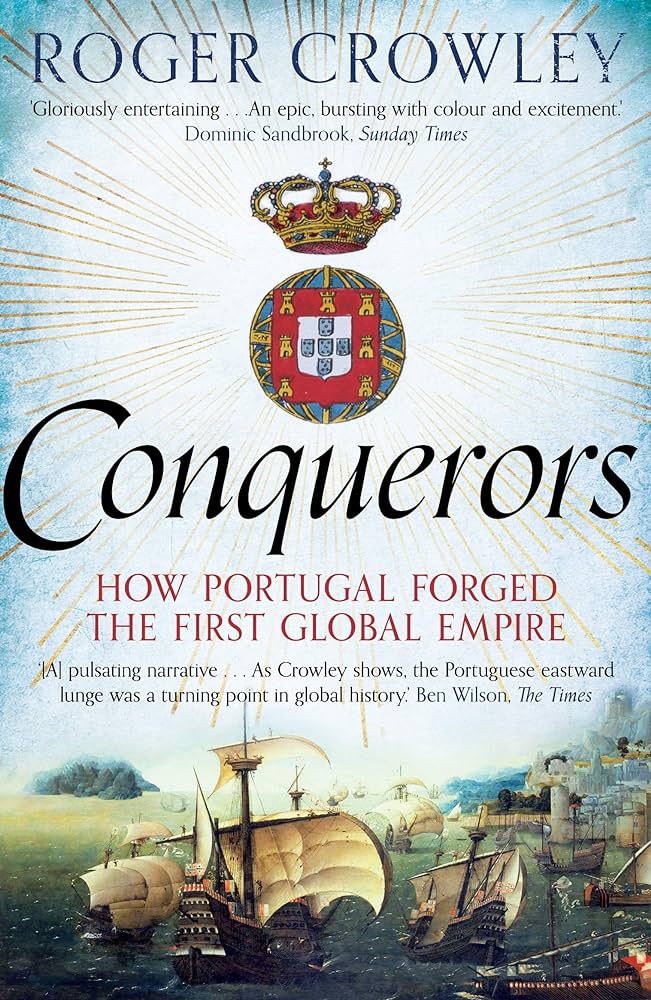 ROGER CROWLEY
'Gloriously entertaining . . .An epic, bursting with colour and excitement.'
Dominic Sandbrook, Sunday Times
Conquerors
HOW PORTUGAL FORGED
THE FIRST GLOBAL EMPIRE
'[A] pulsating narrative . . . As Crowley shows, the Portuguese eastward
lunge was a turning point in global history.' Ben Wilson, The Times